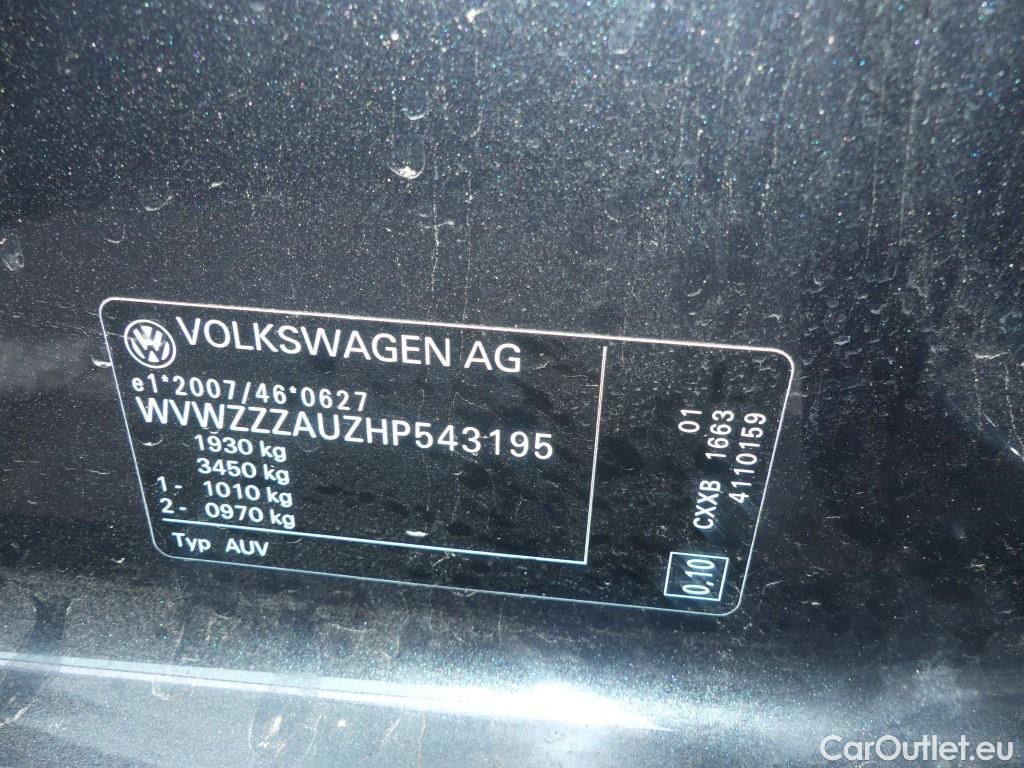 VOLKSWAGEN AG
e1*2007/46*0627
WVWZZZAUZHP543195
1930 kg
3450 kg
1- 1010 kg
2- 0970 kg
Typ AUV
01
CXXB 1663
4110159
0,10
CarOutlet.eu